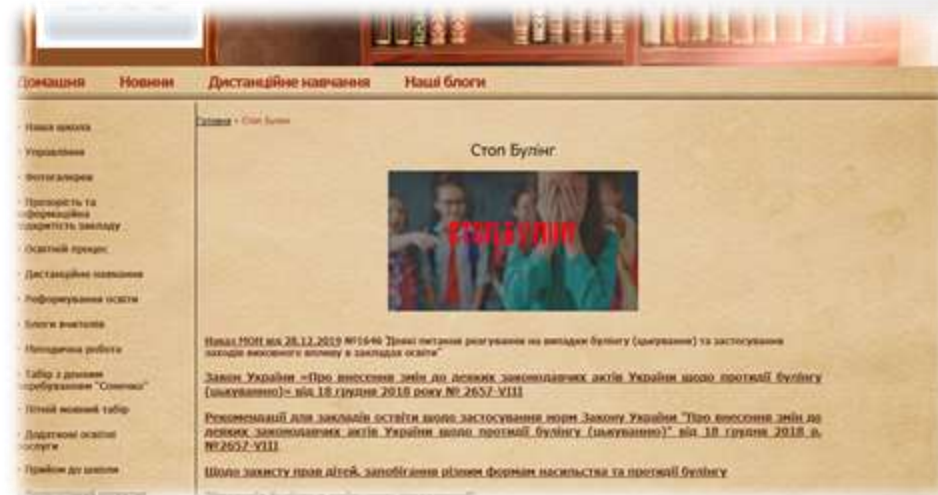 Домашня Новини Дистанційне навчання Наші блоги
Головна » Стоп Булінг
Стоп Булінг
Наша школа
Управління
Фотогалерея
Прозорість та
інформаційна
відкритість закладу
Освітній процес
Дистанційне навчання
Реформування освіти
Блоги вчителів
Методична робота
Табір з денним
перебуванням "Сонечко"
Літній мовний табір
Додаткові освітні
послуги
Прийом до школи
Наказ МОН від 28.12.2019 №1646 "Деякі питання реагування на випадки булінгу (цькування) та застосування
заходів виховного впливу в закладах освіти"
Закон України «Про внесення змін до деяких законодавчих актів України щодо протидії булінгу
(цькуванню)» від 18 грудня 2018 року № 2657-VIII
Рекомендації для закладів освіти щодо застосування норм Закону України "Про внесення змін до
деяких законодавчих актів України щодо протидії булінгу (цькуванню)" від 18 грудня 2018 р.
№2657-VIII
Щодо захисту прав дітей, запобігання різним формам насильства та протидії булінгу